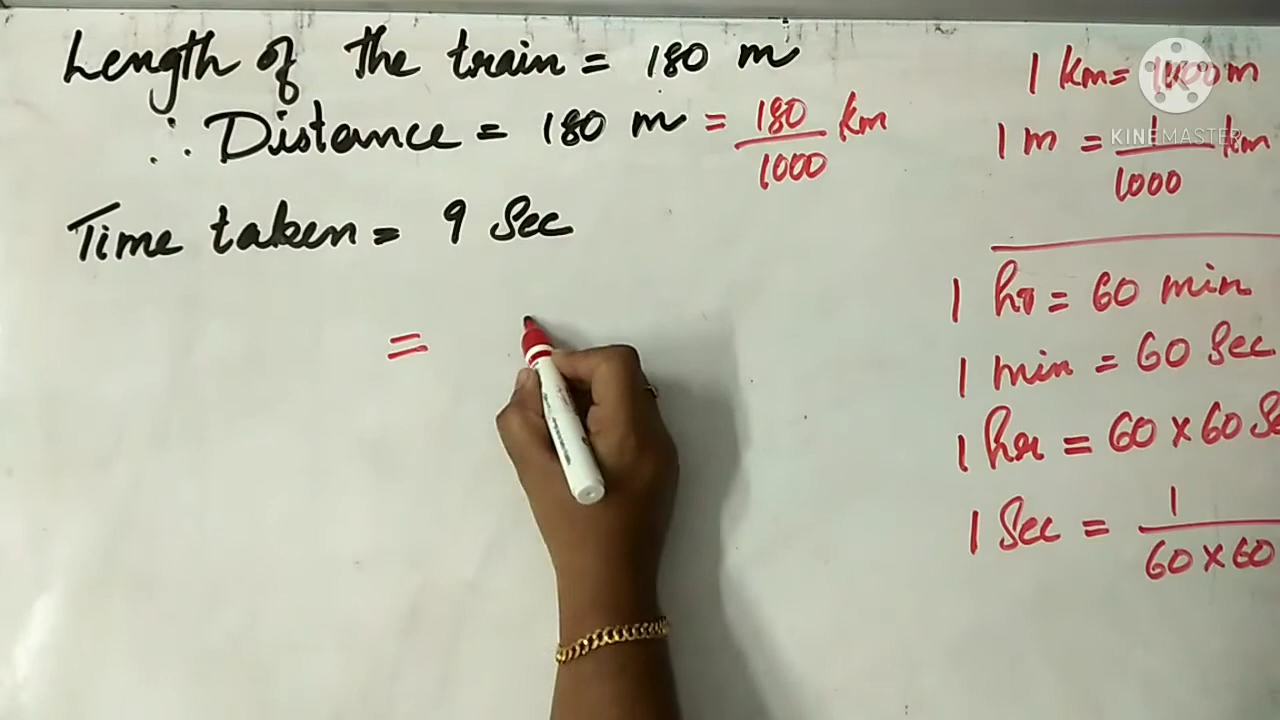 Length of the train = 180 m
∴ Distance = 180 m = 180/1000 km
Time taken = 9 Sec
=
1 km = 1000 m
1 m = 1/1000 km
KINEMASTER
1 hr = 60 min
1 min = 60 Sec
1 hr = 60 × 60 Se
1 Sec = 1/60 × 60